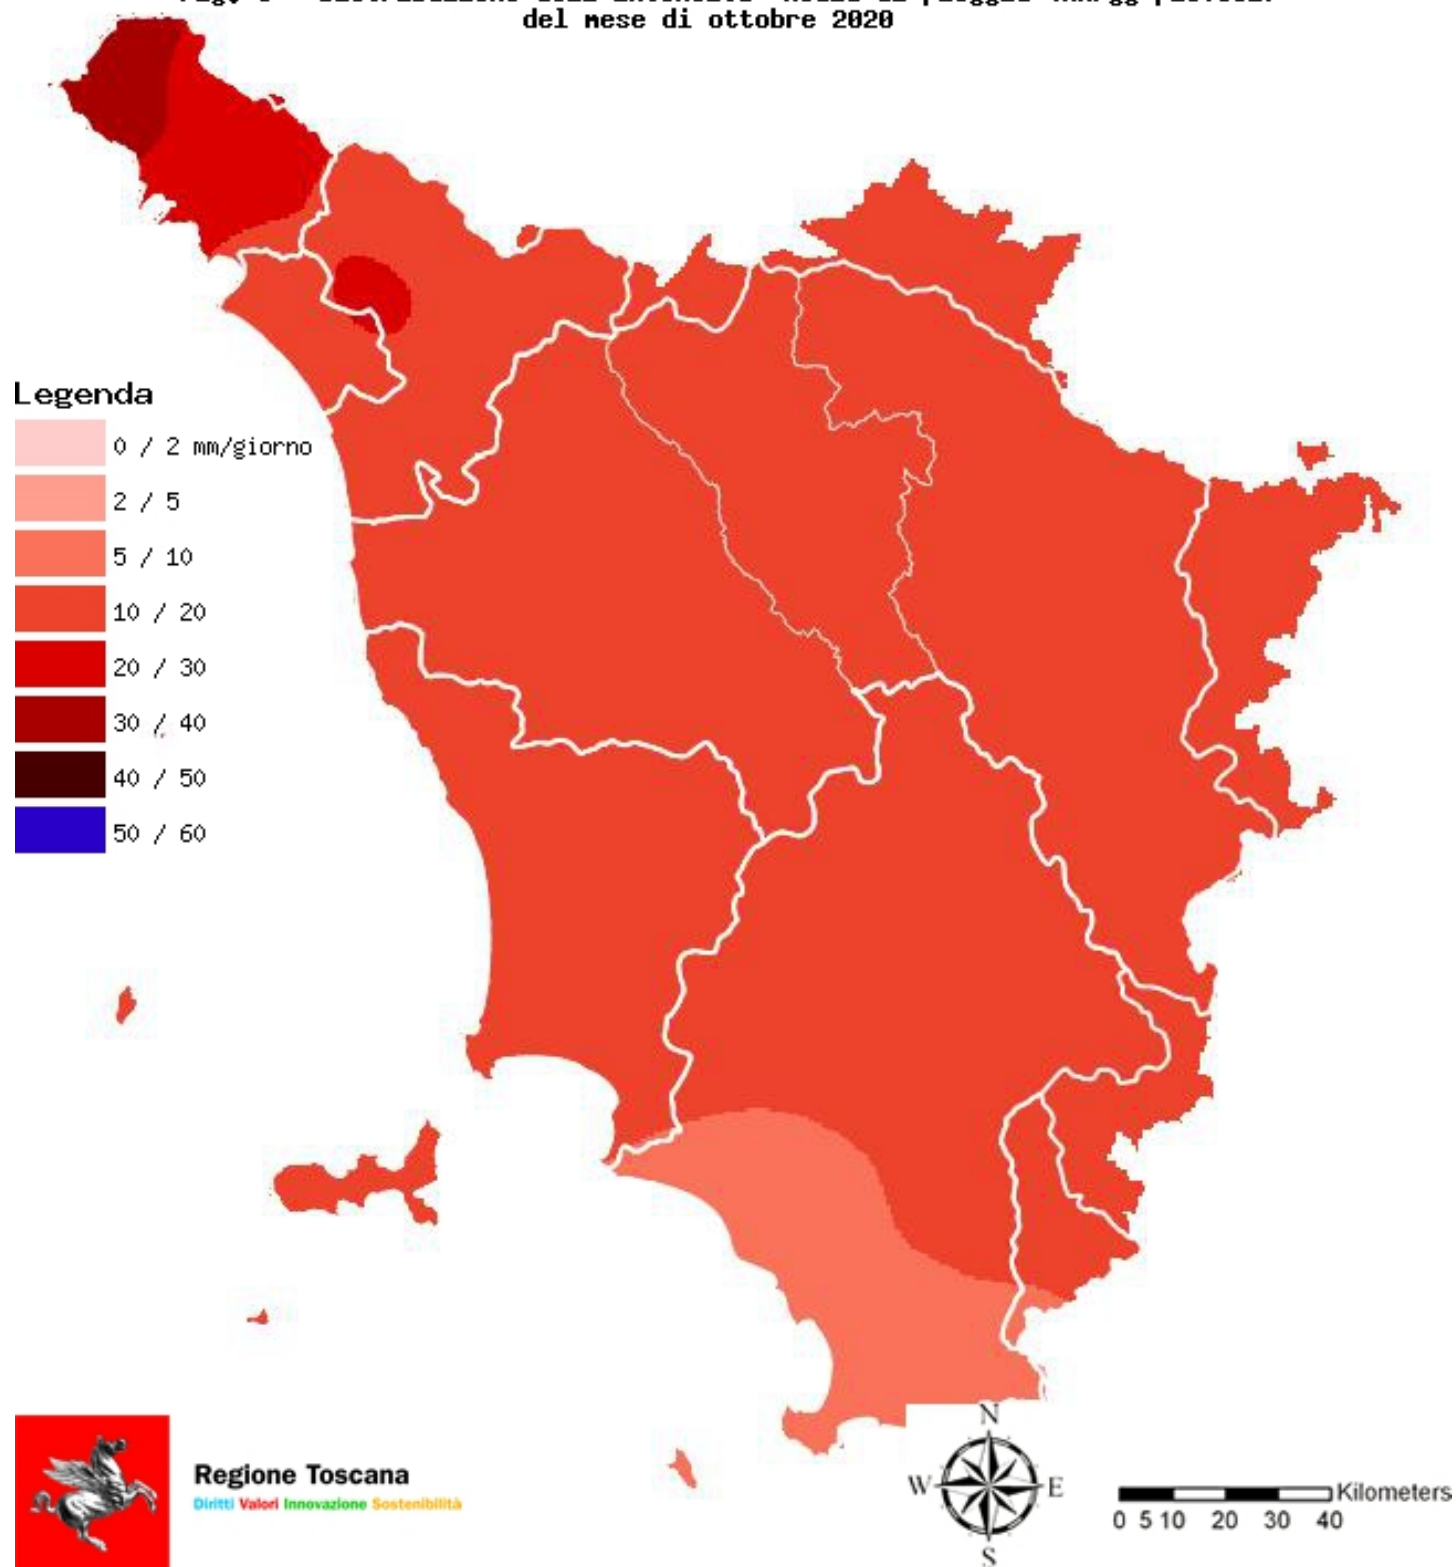 del mese di ottobre 2020
Legenda
0 / 2 mm/giorno
2 / 5
5 / 10
10 / 20
20 / 30
30 / 40
40 / 50
50 / 60
Regione Toscana
Diritti Valori Innovazione Sostenibilità
N
W E
S
Kilometers
0 5 10 20 30 40